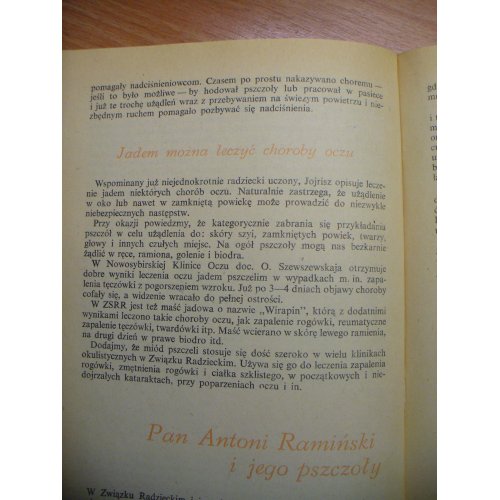 pomagały nadciśnieniowcom. Czasem po prostu nakazywano choremu —
jeśli to było możliwe — by hodował pszczoły lub pracował w pasiece
i już te trochę użądleń wraz z przebywaniem na świeżym powietrzu i nie-
zbędnym ruchem pomagało pozbyć się nadciśnienia.
Jadem można leczyć choroby oczu
Wspominany już niejednokrotnie radziecki uczony, Jojrisz opisuje lecze-
nie jadem niektórych chorób oczu. Naturalnie zastrzega, że użądlenie
w oko lub nawet w zamkniętą powiekę może prowadzić do niezwykle
niebezpiecznych następstw.
Przy okazji powiedzmy, że kategorycznie zabrania się przykładania
pszczół w celu użądlenia do: skóry szyi, zamkniętych powiek, twarzy,
głowy i innych czułych miejsc. Na ogół pszczoły mogą nas bezkarnie
żądlić w ręce, ramiona, golenie i biodra.
W Nowosybirskiej Klinice Oczu doc. O. Szewszewskaja otrzymuje
dobre wyniki leczenia oczu jadem pszczelim w wypadkach m. in. zapa-
lenia tęczówki z pogorszeniem wzroku. Już po 3—4 dniach objawy choroby
cofały się, a widzenie wracało do pełnej ostrości.
W ZSRR jest też maść jadowa o nazwie „Wirapin", którą z dodatnimi
wynikami leczono takie choroby oczu, jak zapalenie rogówki, reumatyczne
zapalenie tęczówki, twardówki itp. Maść wcierano w skórę lewego ramienia,
na drugi dzień w prawe biodro itd.
Dodajmy, że miód pszczeli stosuje się dość szeroko w wielu klinikach
okulistycznych w Związku Radzieckim. Używa się go do leczenia zapalenia
rogówki, zmętnienia rogówki i ciałka szklistego, w początkowych i nie-
dojrzałych kataraktach, przy poparzeniach oczu i in.
Pan Antoni Ramiński
i jego pszczoły
W Związku Radzieckim